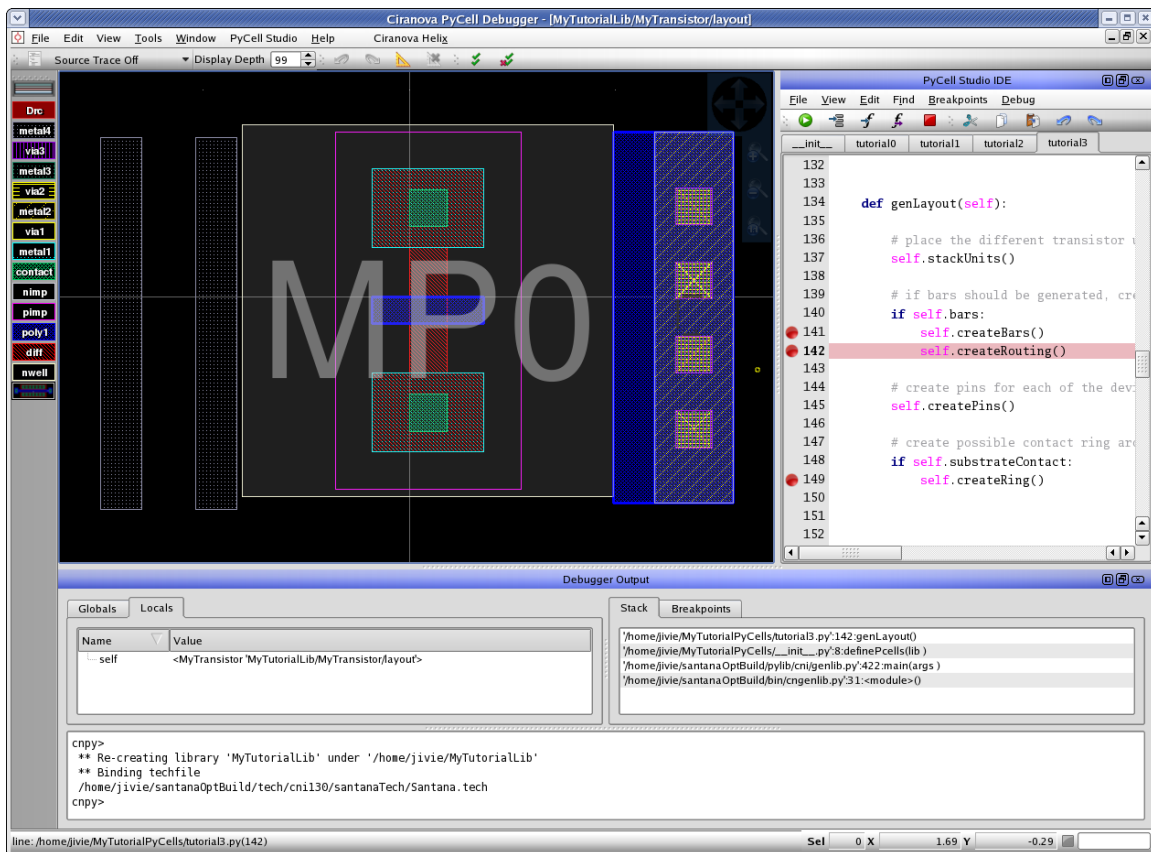 Ciranova PyCell Debugger - [MyTutorialLib/MyTransistor/layout]
File Edit View Tools Window PyCell Studio Help Ciranova Helix
Source Trace Off Display Depth 99
Drc
metal4
via3
metal3
via2
metal2
via1
metal1
contact
nimp
pimp
poly1
diff
nwell
MP0
PyCell Studio IDE
File View Edit Find Breakpoints Debug
__init__ tutorial0 tutorial1 tutorial2 tutorial3
132
133
134 def genLayout(self):
135
136 # place the different transistor u
137 self.stackUnits()
138
139 # if bars should be generated, cre
140 if self.bars:
141 self.createBars()
142 self.createRouting()
143
144 # create pins for each of the devi
145 self.createPins()
146
147 # create possible contact ring aro
148 if self.substrateContact:
149 self.createRing()
150
151
152
Debugger Output
Globals Locals
Name Value
self <MyTransistor 'MyTutorialLib/MyTransistor/layout'>
Stack Breakpoints
'/home/jivie/MyTutorialPyCells/tutorial3.py':142:genLayout()
'/home/jivie/MyTutorialPyCells/__init__.py':8:definePcells(lib )
'/home/jivie/santanaOptBuild/pylib/cni/genlib.py':422:main(args )
'/home/jivie/santanaOptBuild/bin/cngenlib.py':31:<module>()
cnpy>
** Re-creating library 'MyTutorialLib' under '/home/jivie/MyTutorialLib'
** Binding techfile
/home/jivie/santanaOptBuild/tech/cni130/santanaTech/Santana.tech
cnpy>
line: /home/jivie/MyTutorialPyCells/tutorial3.py(142) Sel 0 X 1.69 Y -0.29